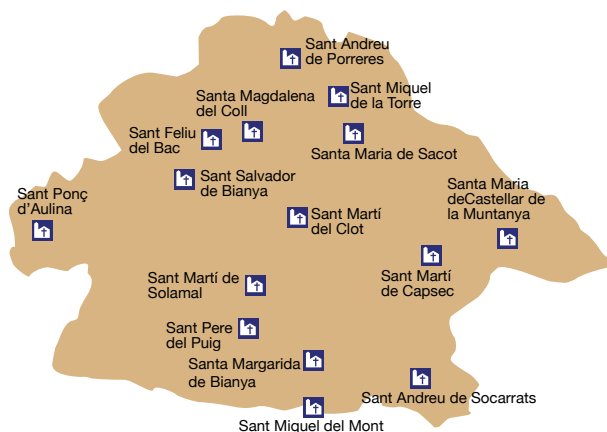 Sant Andreu
de Porreres
Sant Miquel
de la Torre
Santa Magdalena
del Coll
Sant Feliu
del Bac
Santa Maria de Sacot
Sant Salvador
de Bianya
Santa Maria
deCastellar de
la Muntanya
Sant Ponç
d’Aulina
Sant Martí
del Clot
Sant Martí
de Capsec
Sant Martí de
Solamal
Sant Pere
del Puig
Santa Margarida
de Bianya
Sant Andreu de Socarrats
Sant Miquel del Mont